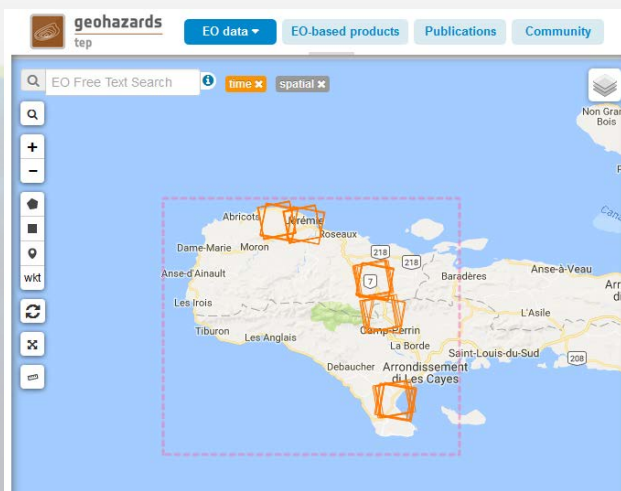 geohazards
tep
EO data
EO-based products
Publications
Community
EO Free Text Search
time ×
spatial ×
+
−
wkt
Abricots
Jérémie
Roseaux
Dame-Marie
Moron
218
218
Anse-d'Ainault
7
Baradères
Anse-à-Veau
Les Irois
L'Asile
Tiburon
Les Anglais
Camp-Perrin
La Borde
Saint-Louis-du-Sud
208
Debaucher
Arrondissement
di Les Cayes
Bois